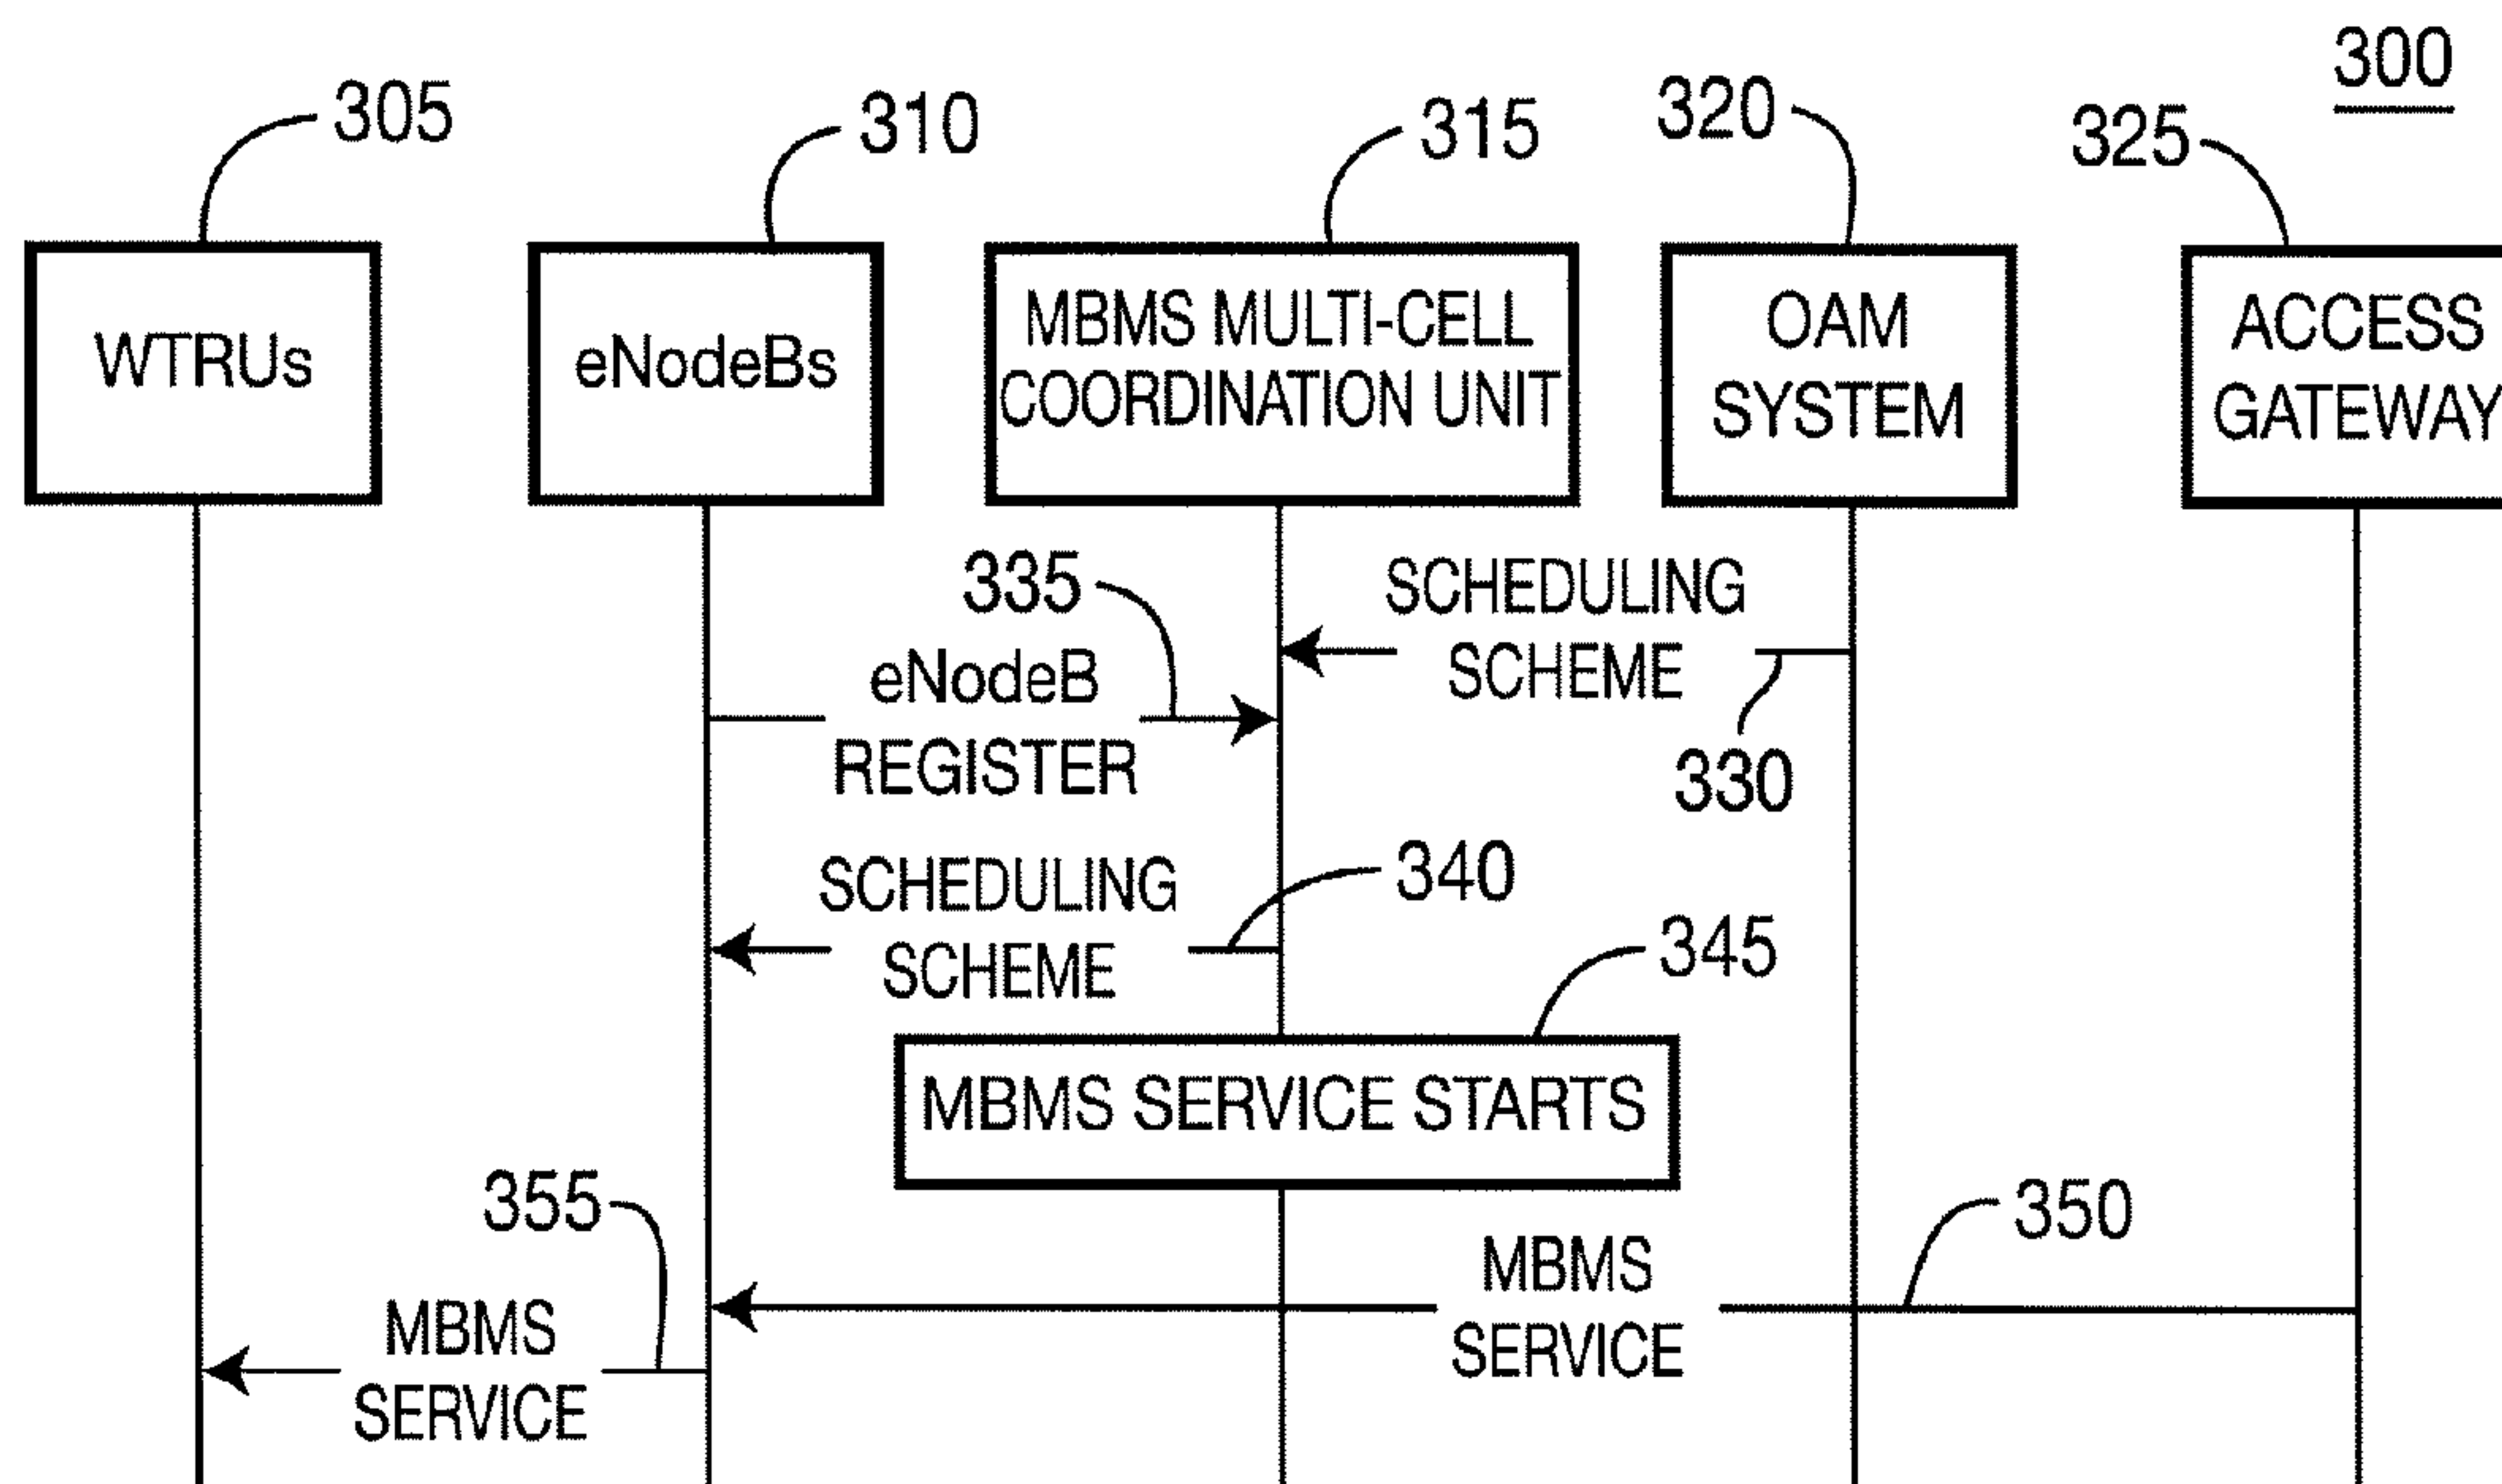 300
305
310
315
320
325
WTRUs
eNodeBs
MBMS MULTI-CELL
COORDINATION UNIT
OAM
SYSTEM
ACCESS
GATEWAY
SCHEDULING
SCHEME
330
335
eNodeB
REGISTER
SCHEDULING
SCHEME
340
345
MBMS SERVICE STARTS
350
MBMS
SERVICE
355
MBMS
SERVICE